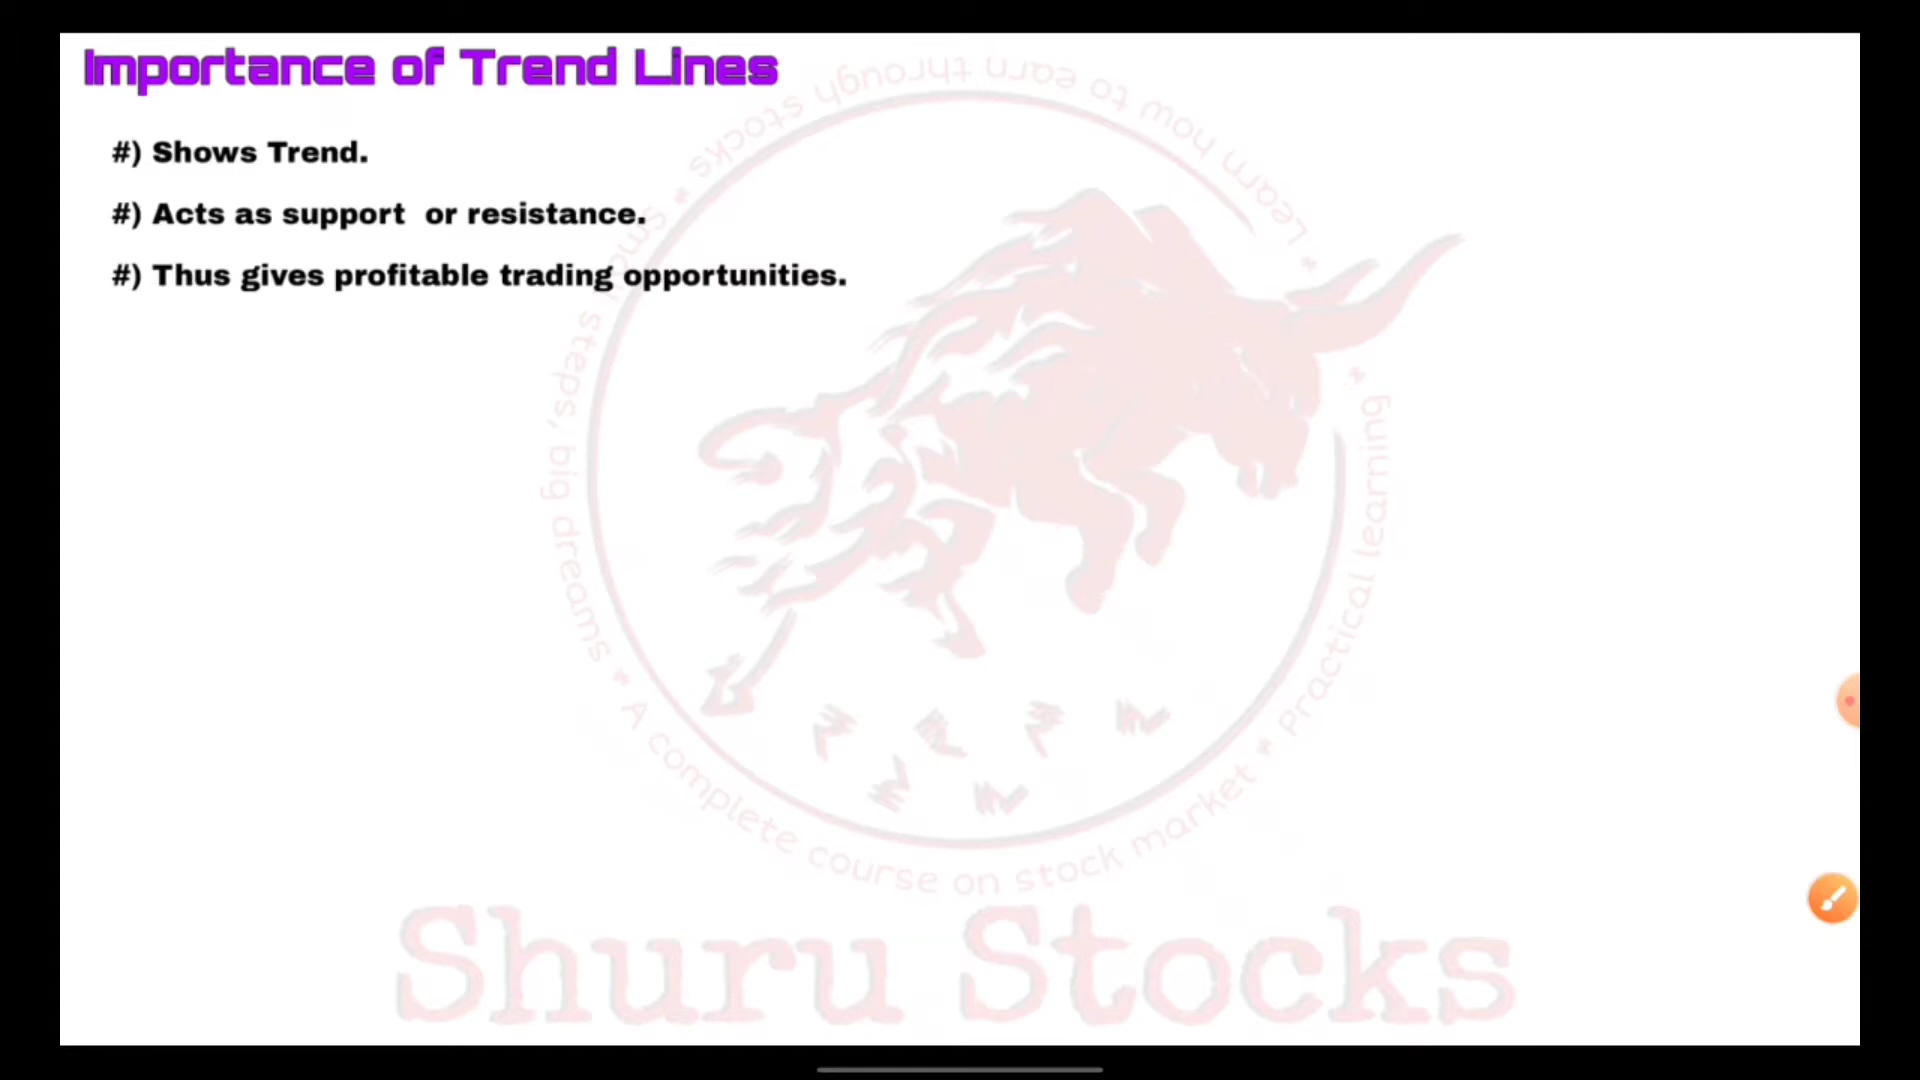 Importance of Trend Lines
#) Shows Trend.
#) Acts as support or resistance.
#) Thus gives profitable trading opportunities.
Learn how to earn through stocks * Small steps, big dreams * A complete course on stock market * Practical learning *
Shuru Stocks